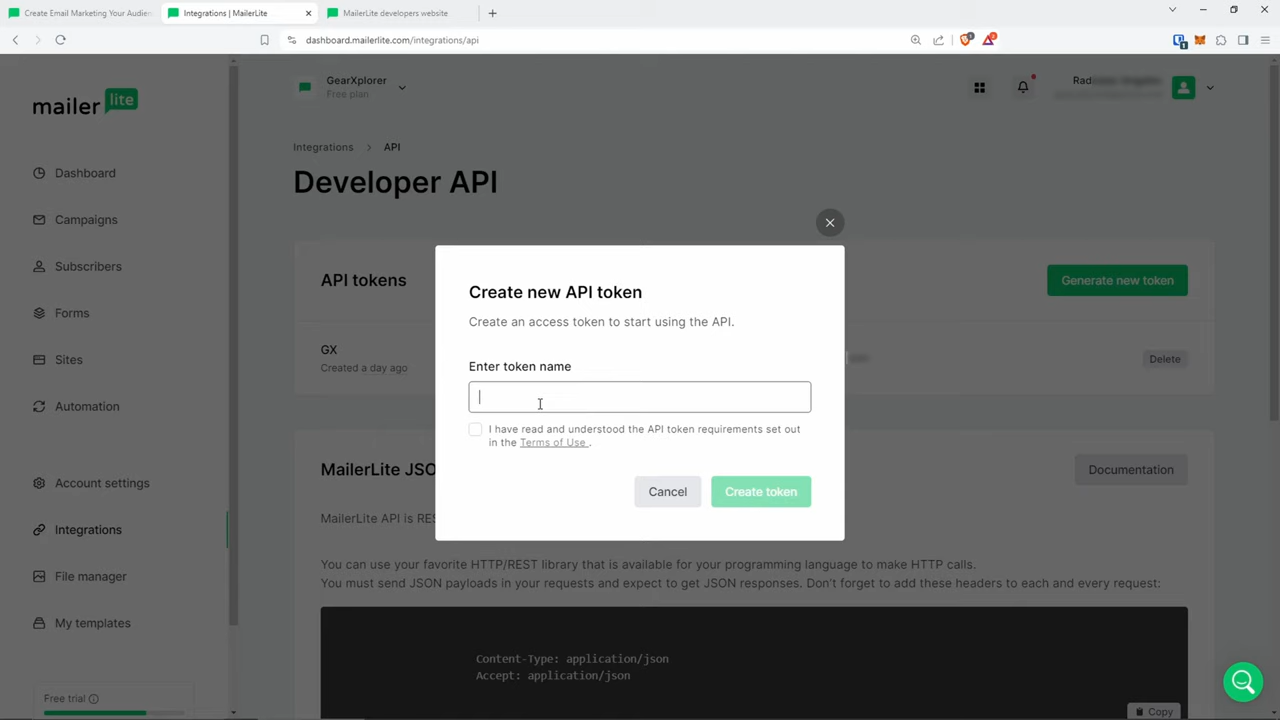 Create Email Marketing Your Audien
Integrations | MailerLite
MailerLite developers website
dashboard.mailerlite.com/integrations/api
mailer lite
GearXplorer
Free plan
Rad
Dashboard
Campaigns
Subscribers
Forms
Sites
Automation
Account settings
Integrations
File manager
My templates
Free trial
Integrations > API
Developer API
API tokens
Generate new token
GX
Created a day ago
Delete
Create new API token
Create an access token to start using the API.
Enter token name
I have read and understood the API token requirements set out
in the Terms of Use .
Cancel
Create token
MailerLite JSO
Documentation
MailerLite API is RES
You can use your favorite HTTP/REST library that is available for your programming language to make HTTP calls.
You must send JSON payloads in your requests and expect to get JSON responses. Don't forget to add these headers to each and every request:
Content-Type: application/json
Accept: application/json
Copy